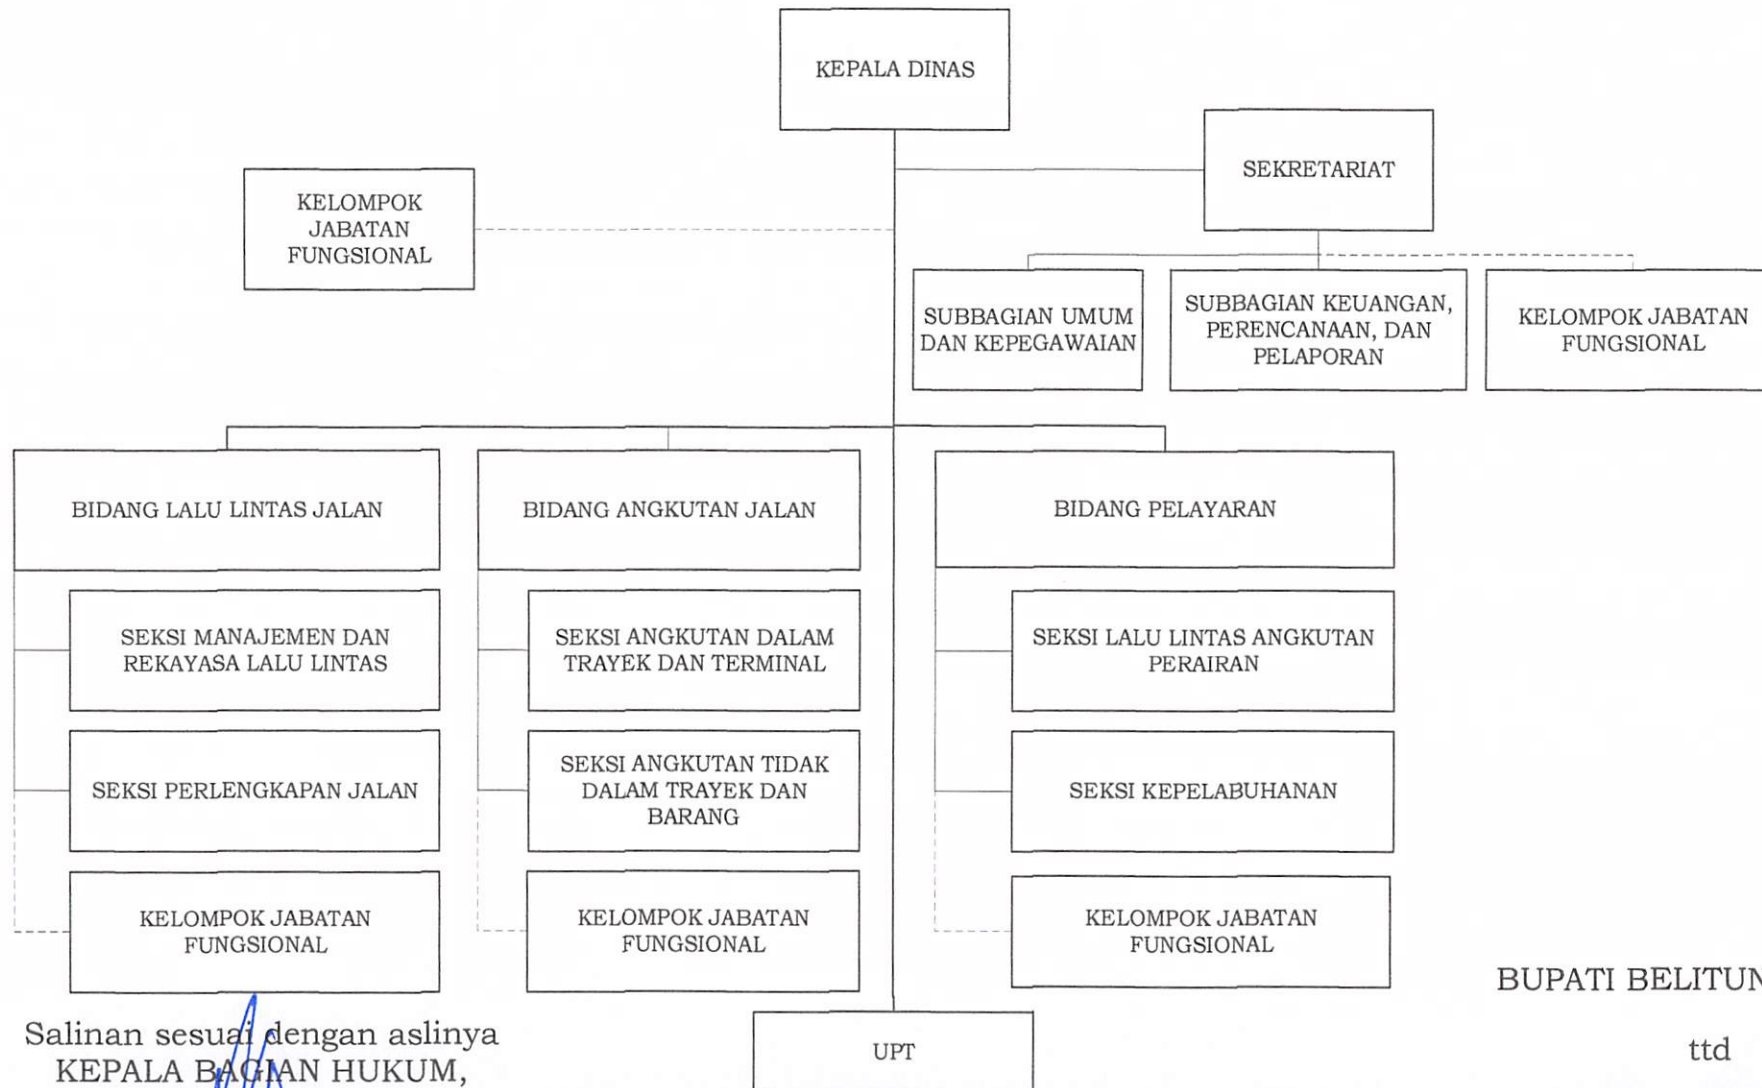 KEPALA DINAS
SEKRETARIAT
KELOMPOK
JABATAN
FUNGSIONAL
SUBBAGIAN UMUM
DAN KEPEGAWAIAN
SUBBAGIAN KEUANGAN,
PERENCANAAN, DAN
PELAPORAN
KELOMPOK JABATAN
FUNGSIONAL
BIDANG LALU LINTAS JALAN
BIDANG ANGKUTAN JALAN
BIDANG PELAYARAN
SEKSI MANAJEMEN DAN
REKAYASA LALU LINTAS
SEKSI ANGKUTAN DALAM
TRAYEK DAN TERMINAL
SEKSI LALU LINTAS ANGKUTAN
PERAIRAN
SEKSI PERLENGKAPAN JALAN
SEKSI ANGKUTAN TIDAK
DALAM TRAYEK DAN
BARANG
SEKSI KEPELABUHANAN
KELOMPOK JABATAN
FUNGSIONAL
KELOMPOK JABATAN
FUNGSIONAL
KELOMPOK JABATAN
FUNGSIONAL
BUPATI BELITUN
Salinan sesuai dengan aslinya
KEPALA BAGIAN HUKUM,
UPT
ttd